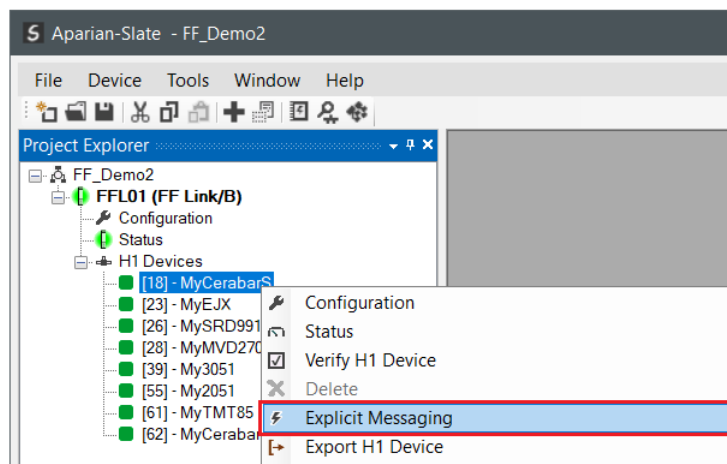 S Aparian-Slate - FF_Demo2
File Device Tools Window Help
Project Explorer
FF_Demo2
FFL01 (FF Link/B)
Configuration
Status
H1 Devices
[18] - MyCerabarS
[23] - MyEJX
[26] - MySRD991
[28] - MyMVD270
[39] - My3051
[55] - My2051
[61] - MyTMT85
[62] - MyCerabar
Configuration
Status
Verify H1 Device
Delete
Explicit Messaging
Export H1 Device